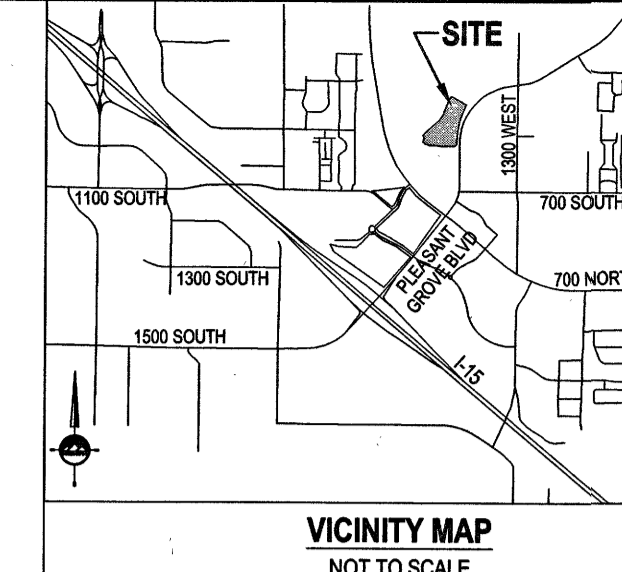 SITE
1300 WEST
1100 SOUTH
700 SOUTH
PLEASANT
GROVE BLVD
1300 SOUTH
700 NORT
1500 SOUTH
I-15
VICINITY MAP
NOT TO SCALE